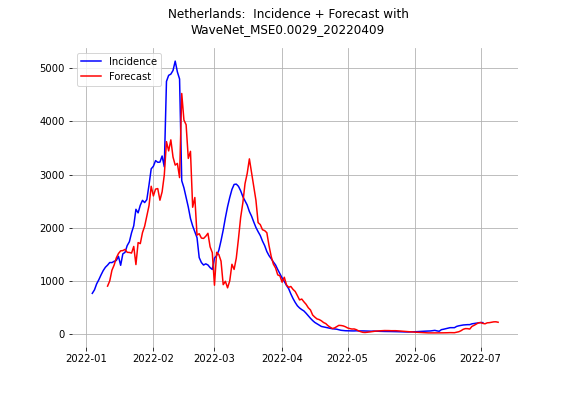 Netherlands:  Incidence + Forecast with
WaveNet_MSE0.0029_20220409
Incidence
Forecast
5000
4000
3000
2000
1000
0
2022-01 2022-02 2022-03 2022-04 2022-05 2022-06 2022-07